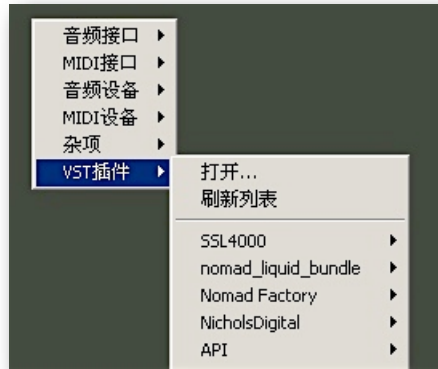 音频接口
MIDI接口
音频设备
MIDI设备
杂项
VST插件
打开...
刷新列表
SSL4000
nomad_liquid_bundle
Nomad Factory
NicholsDigital
API